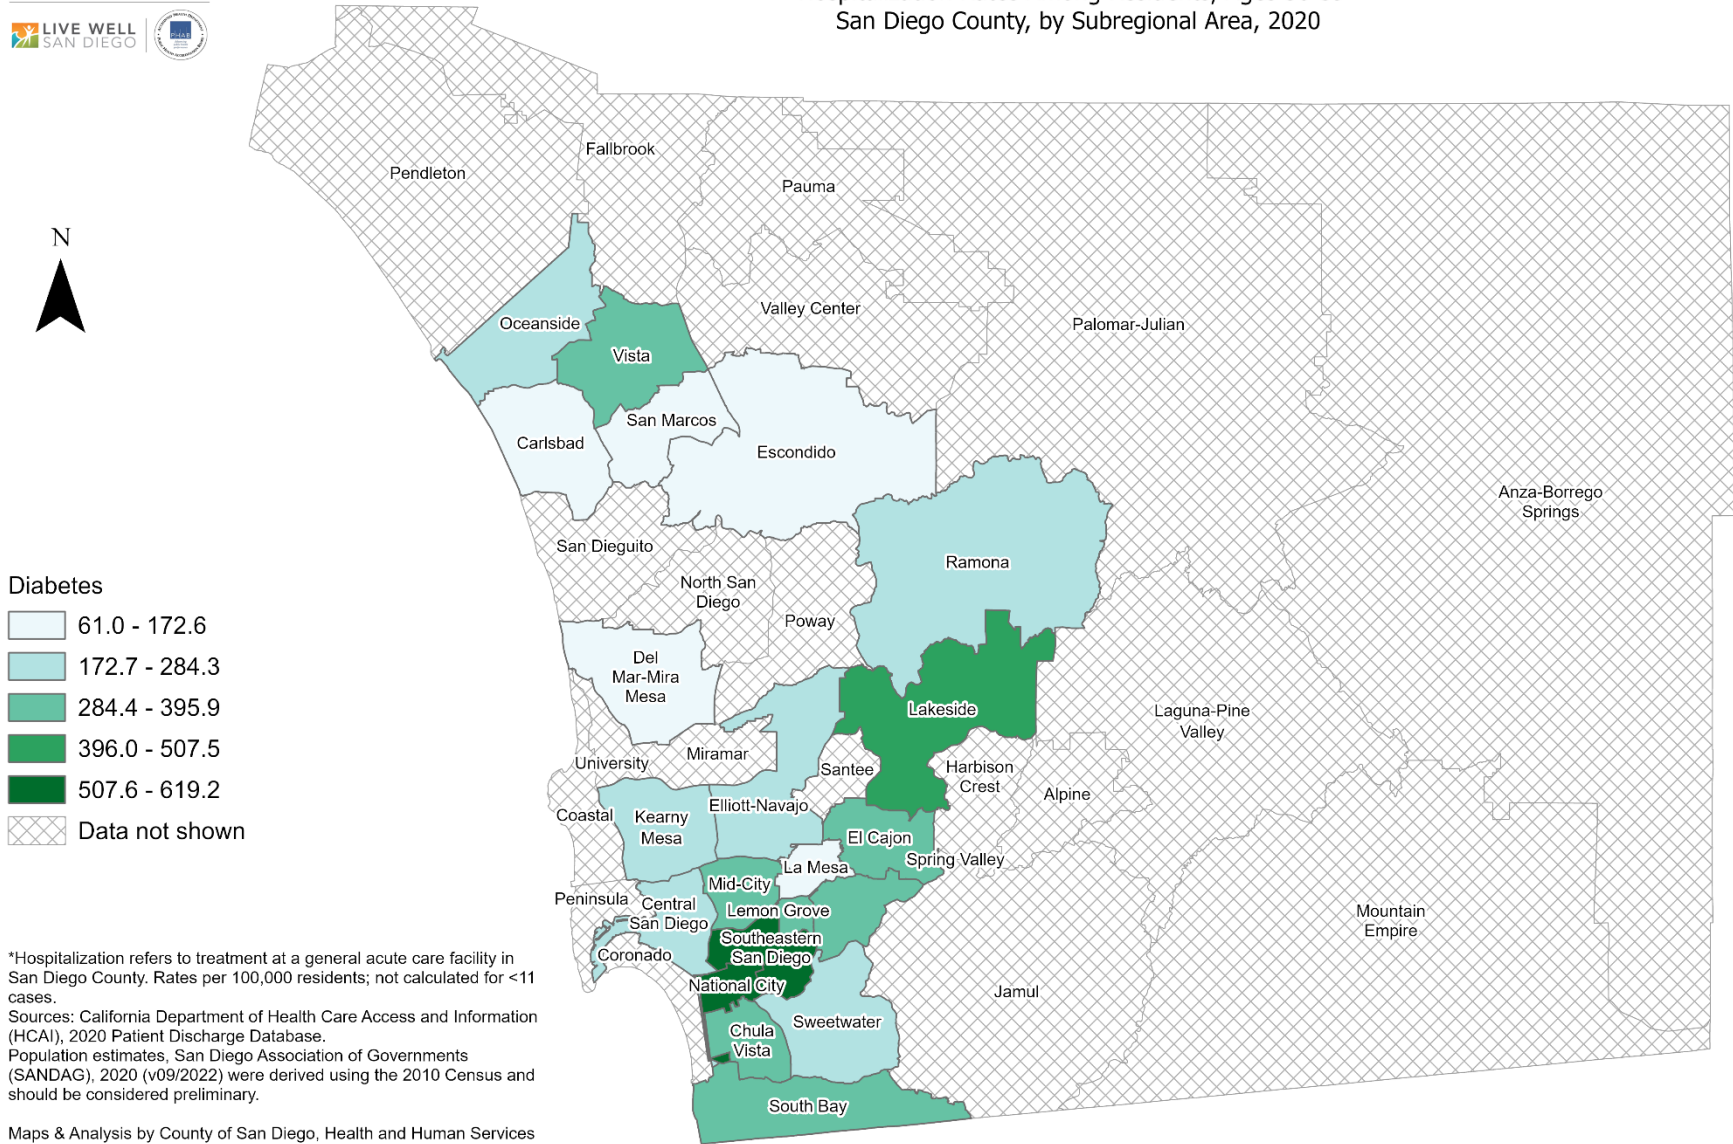 San Diego County, by Subregional Area, 2020
LIVE WELL
SAN DIEGO
PHAB
N
Fallbrook
Pendleton
Pauma
Valley Center
Oceanside
Palomar-Julian
Vista
San Marcos
Carlsbad
Escondido
Anza-Borrego
Springs
San Dieguito
Ramona
North San
Diego
Poway
Del
Mar-Mira
Mesa
Lakeside
Laguna-Pine
Valley
Miramar
University
Santee
Harbison
Crest
Alpine
Elliott-Navajo
Coastal
Kearny
Mesa
El Cajon
Spring Valley
La Mesa
Mid-City
Peninsula
Central
San Diego
Lemon Grove
Mountain
Empire
Southeastern
San Diego
Coronado
National City
Jamul
Sweetwater
Chula
Vista
South Bay
Diabetes
61.0 - 172.6
172.7 - 284.3
284.4 - 395.9
396.0 - 507.5
507.6 - 619.2
Data not shown
*Hospitalization refers to treatment at a general acute care facility in
San Diego County. Rates per 100,000 residents; not calculated for <11
cases.
Sources: California Department of Health Care Access and Information
(HCAI), 2020 Patient Discharge Database.
Population estimates, San Diego Association of Governments
(SANDAG), 2020 (v09/2022) were derived using the 2010 Census and
should be considered preliminary.
Maps & Analysis by County of San Diego, Health and Human Services